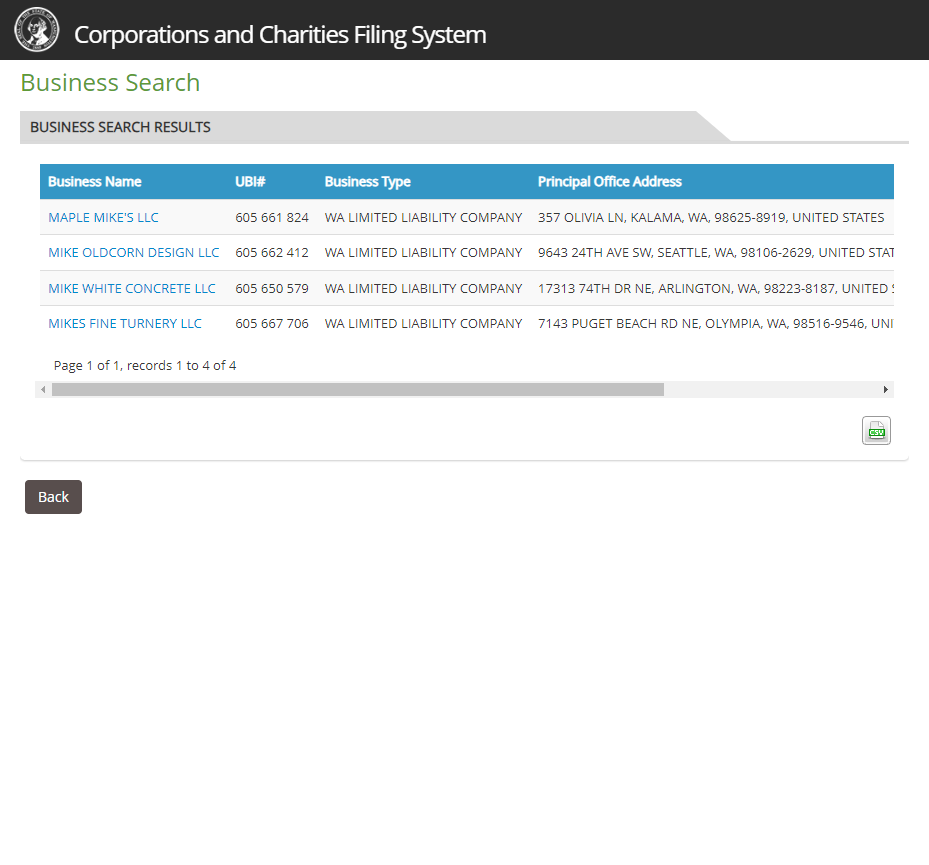 Corporations and Charities Filing System
Business Search
BUSINESS SEARCH RESULTS
Business Name UBI# Business Type Principal Office Address
MAPLE MIKE'S LLC 605 661 824 WA LIMITED LIABILITY COMPANY 357 OLIVIA LN, KALAMA, WA, 98625-8919, UNITED STATES
MIKE OLDCORN DESIGN LLC 605 662 412 WA LIMITED LIABILITY COMPANY 9643 24TH AVE SW, SEATTLE, WA, 98106-2629, UNITED STAT
MIKE WHITE CONCRETE LLC 605 650 579 WA LIMITED LIABILITY COMPANY 17313 74TH DR NE, ARLINGTON, WA, 98223-8187, UNITED
MIKES FINE TURNERY LLC 605 667 706 WA LIMITED LIABILITY COMPANY 7143 PUGET BEACH RD NE, OLYMPIA, WA, 98516-9546, UNI
Page 1 of 1, records 1 to 4 of 4
CSV
Back